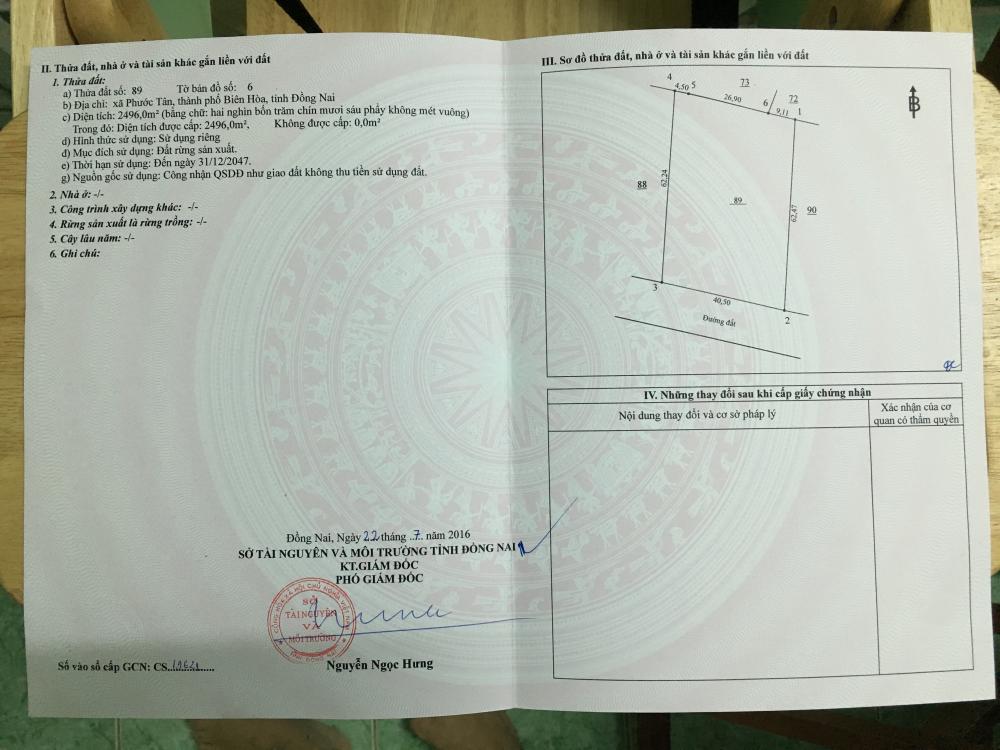 II. Thửa đất, nhà ở và tài sản khác gắn liền với đất
1. Thửa đất:
a) Thửa đất số: 89 Tờ bản đồ số: 6
b) Địa chỉ: xã Phước Tân, thành phố Biên Hòa, tỉnh Đồng Nai
c) Diện tích: 2496,0m² (bằng chữ: hai nghìn bốn trăm chín mươi sáu phẩy không mét vuông)
Trong đó: Diện tích được cấp: 2496,0m², Không được cấp: 0,0m²
d) Hình thức sử dụng: Sử dụng riêng
đ) Mục đích sử dụng: Đất rừng sản xuất.
e) Thời hạn sử dụng: Đến ngày 31/12/2047.
g) Nguồn gốc sử dụng: Công nhận QSDĐ như giao đất không thu tiền sử dụng đất.
2. Nhà ở: -/-
3. Công trình xây dựng khác: -/-
4. Rừng sản xuất là rừng trồng: -/-
5. Cây lâu năm: -/-
6. Ghi chú:
Đồng Nai, Ngày 22 tháng .7. năm 2016
SỞ TÀI NGUYÊN VÀ MÔI TRƯỜNG TỈNH ĐỒNG NAI
KT.GIÁM ĐỐC
PHÓ GIÁM ĐỐC
CỘNG HÒA XÃ HỘI CHỦ NGHĨA VIỆT NAM
SỞ
TÀI NGUYÊN
VÀ
MÔI TRƯỜNG
TỈNH ĐỒNG NAI
Nguyễn Ngọc Hưng
Số vào sổ cấp GCN: CS
III. Sơ đồ thửa đất, nhà ở và tài sản khác gắn liền với đất
4
73
4,50 5
26,90
6
72
9,11
1
B
88
62,24
89
62,47
90
3
40,50
2
Đường đất
IV. Những thay đổi sau khi cấp giấy chứng nhận
Nội dung thay đổi và cơ sở pháp lý
Xác nhận của cơ
quan có thẩm quyền